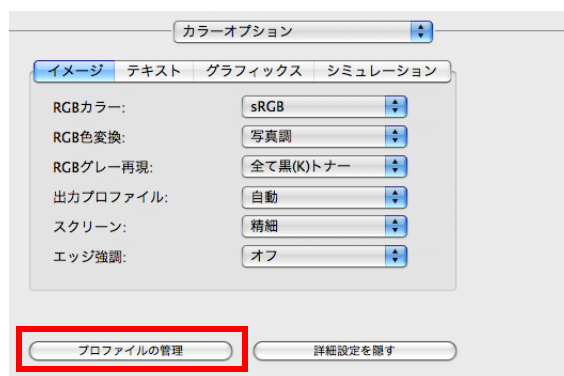 カラーオプション
イメージ テキスト グラフィックス シミュレーション
RGBカラー: sRGB
RGB色変換: 写真調
RGBグレー再現: 全て黒(K)トナー
出力プロファイル: 自動
スクリーン: 精細
エッジ強調: オフ
プロファイルの管理 詳細設定を隠す